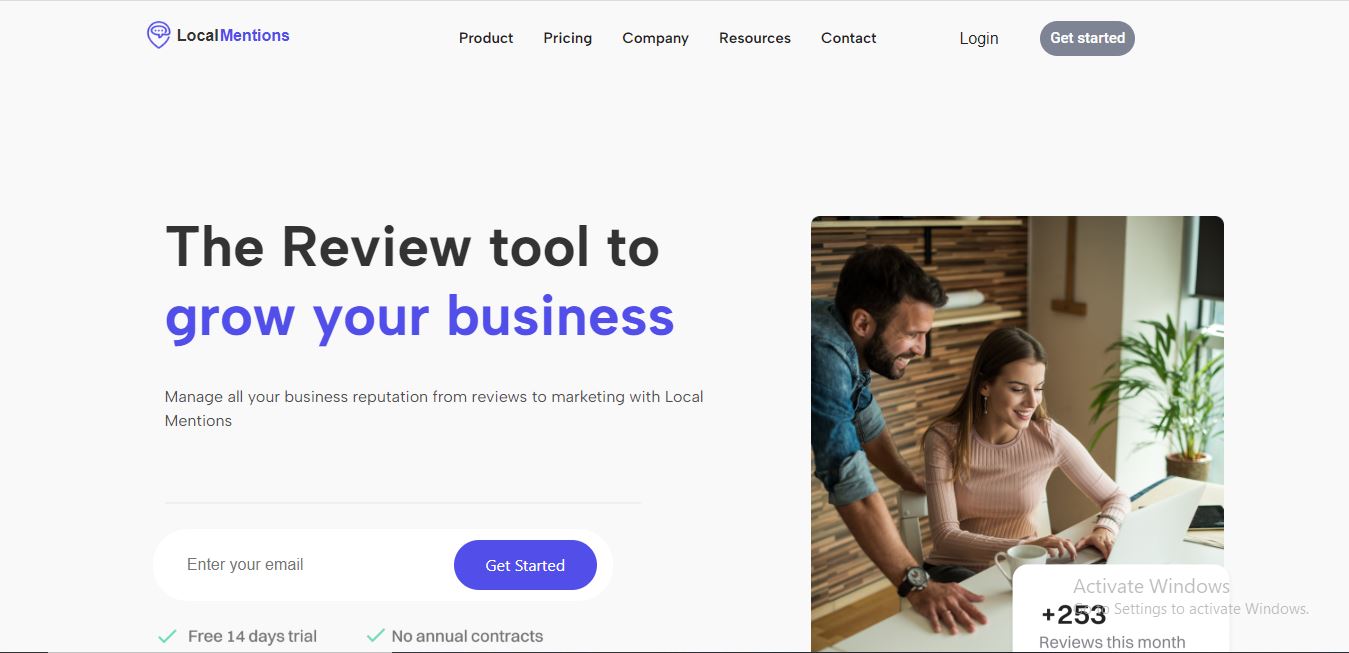 LocalMentions
Product Pricing Company Resources Contact Login Get started
The Review tool to
grow your business
Manage all your business reputation from reviews to marketing with Local
Mentions
Enter your email Get Started
Free 14 days trial No annual contracts
Activate Windows
Go to Settings to activate Windows.
+253
Reviews this month